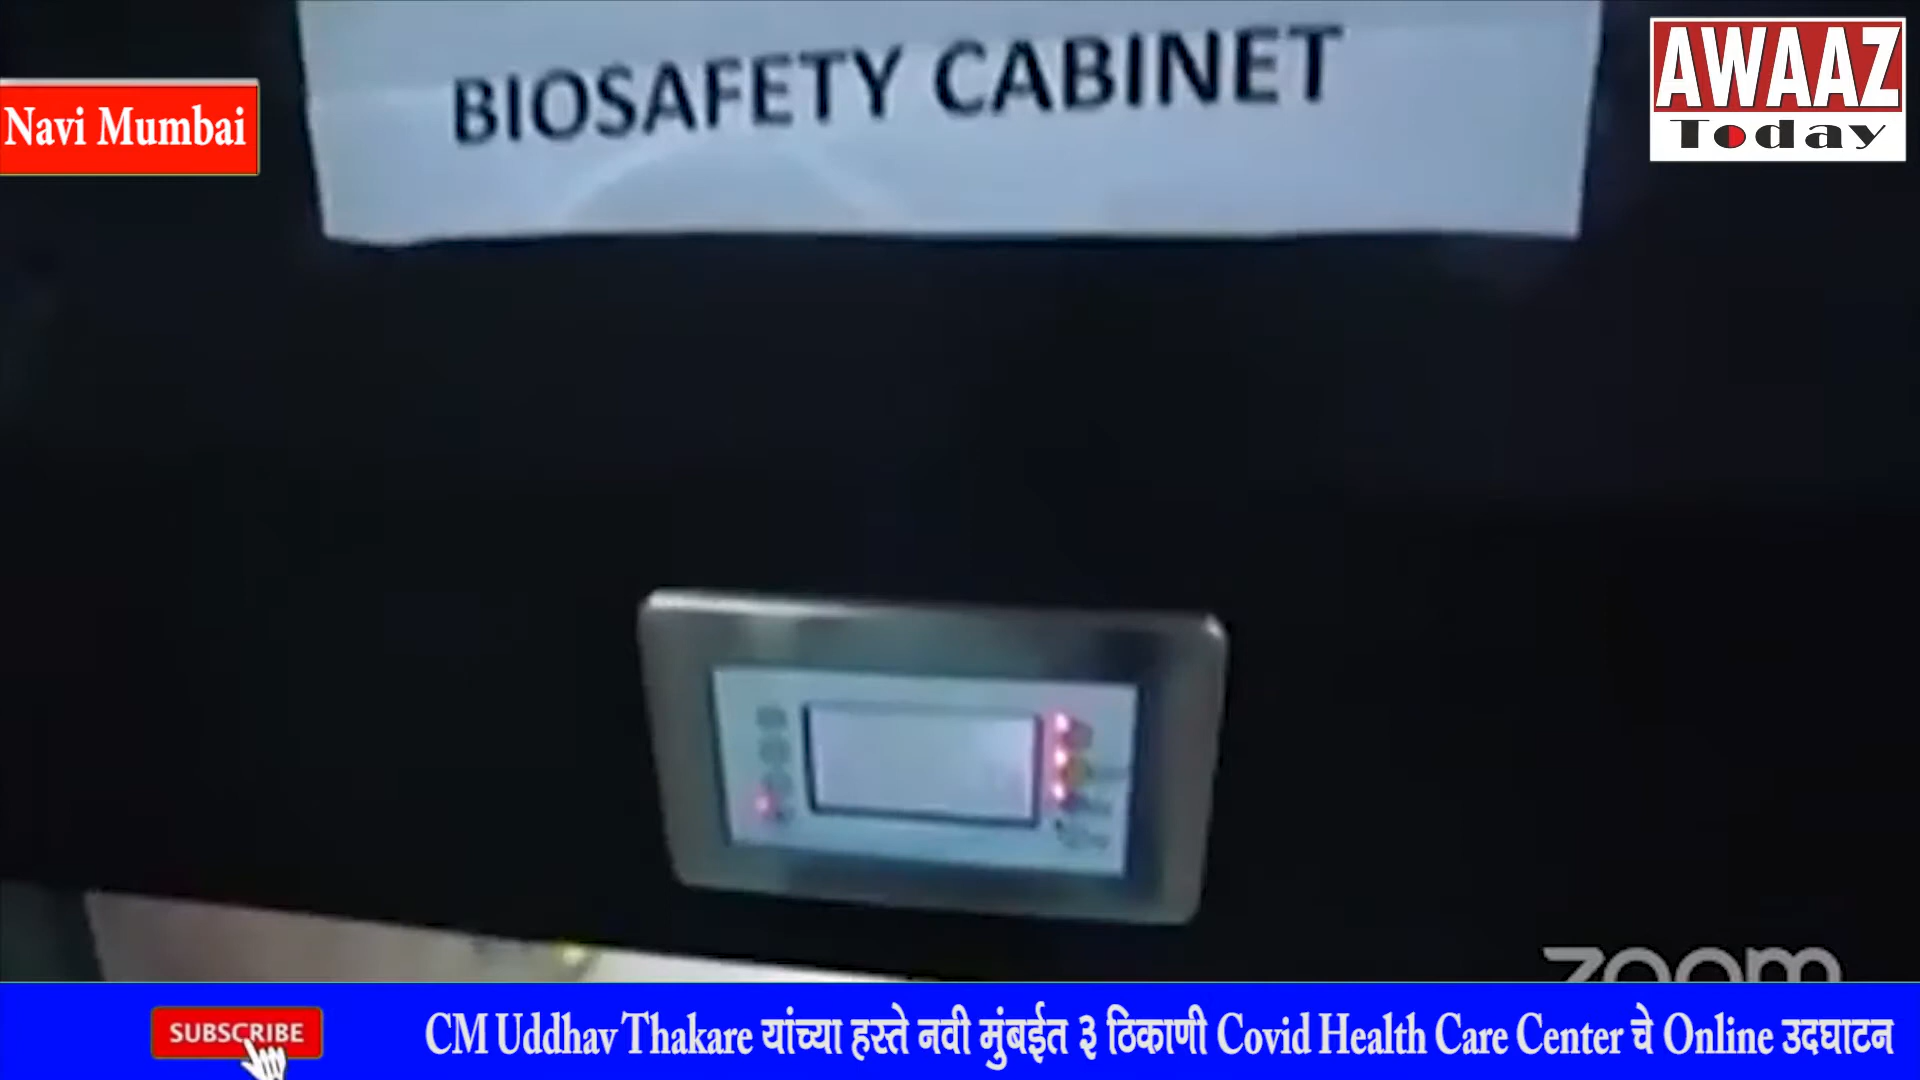 BIOSAFETY CABINET
AWAAZ
Today
Navi Mumbai
zoom
SUBSCRIBE
CM Uddhav Thakare यांच्या हस्ते नवी मुंबईत ३ ठिकाणी Covid Health Care Center चे Online उदघाटन